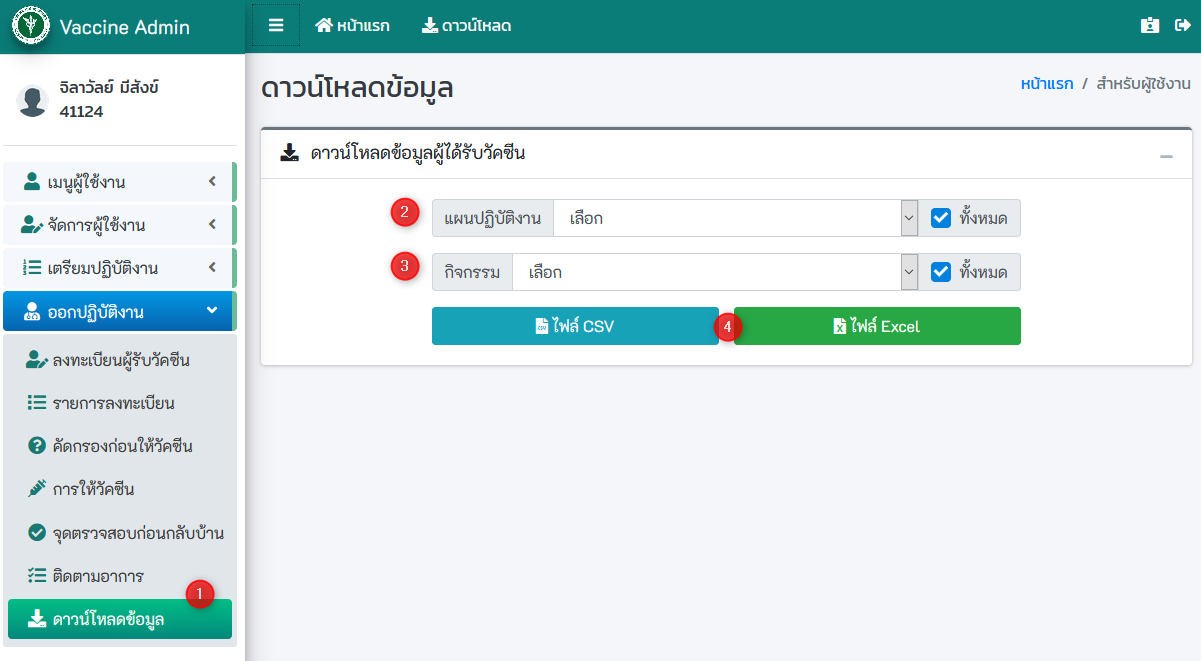 Vaccine Admin
หน้าแรก
ดาวน์โหลด
จิลาวัลย์ มีสังข์
41124
ดาวน์โหลดข้อมูล
หน้าแรก / สำหรับผู้ใช้งาน
เมนูผู้ใช้งาน
จัดการผู้ใช้งาน
เตรียมปฏิบัติงาน
ออกปฏิบัติงาน
ลงทะเบียนผู้รับวัคซีน
รายการลงทะเบียน
คัดกรองก่อนให้วัคซีน
การให้วัคซีน
จุดตรวจสอบก่อนกลับบ้าน
ติดตามอาการ
1
ดาวน์โหลดข้อมูล
ดาวน์โหลดข้อมูลผู้ได้รับวัคซีน
2 แผนปฏิบัติงาน เลือก ทั้งหมด
3 กิจกรรม เลือก ทั้งหมด
ไฟล์ CSV 4 ไฟล์ Excel